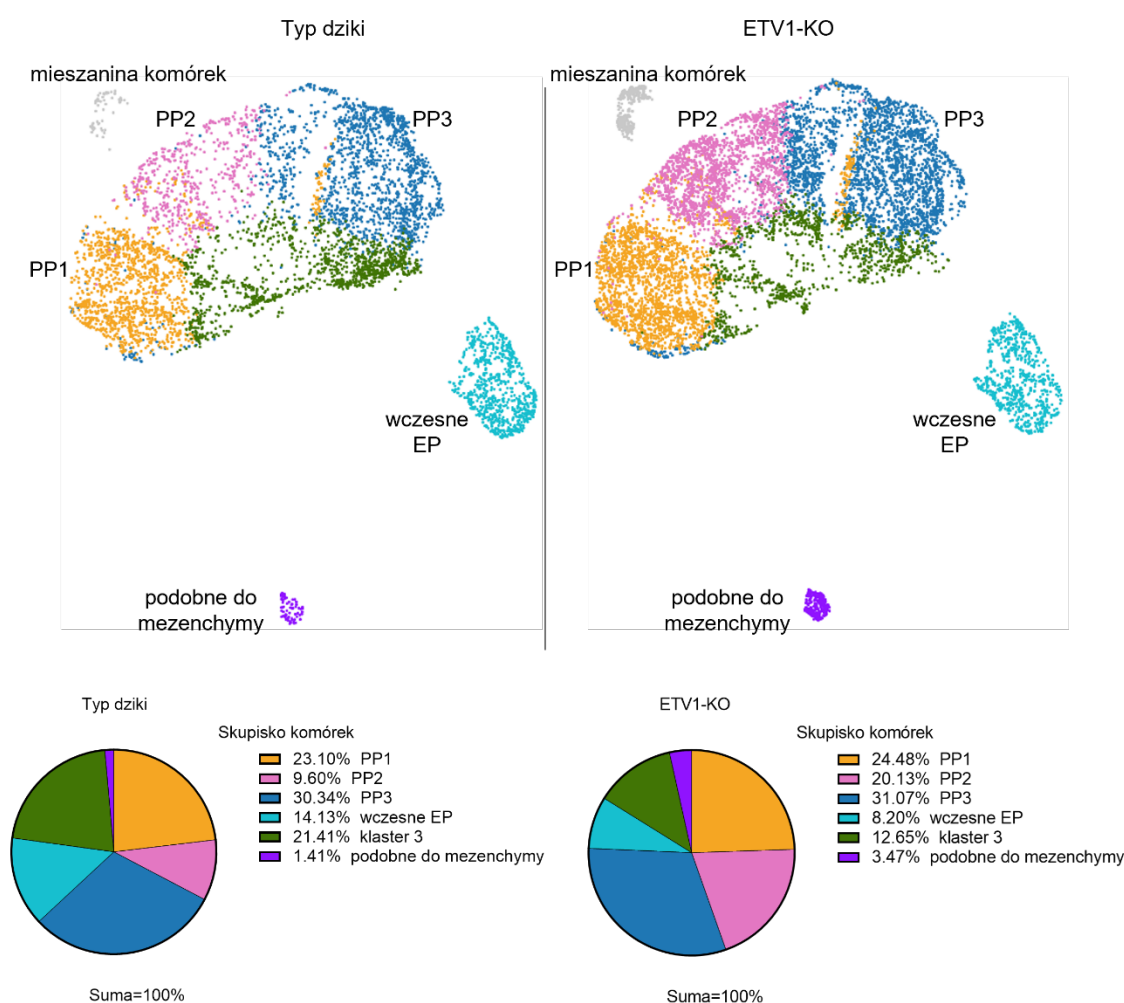 Typ dziki
ETV1-KO
mieszanina komórek
PP2
PP3
PP1
wczesne
EP
podobne do
mezenchymy
mieszanina komórek
PP2
PP3
PP1
wczesne
EP
podobne do
mezenchymy
Typ dziki
Skupisko komórek
23.10% PP1
9.60% PP2
30.34% PP3
14.13% wczesne EP
21.41% klaster 3
1.41% podobne do mezenchymy
Suma=100%
ETV1-KO
Skupisko komórek
24.48% PP1
20.13% PP2
31.07% PP3
8.20% wczesne EP
12.65% klaster 3
3.47% podobne do mezenchymy
Suma=100%